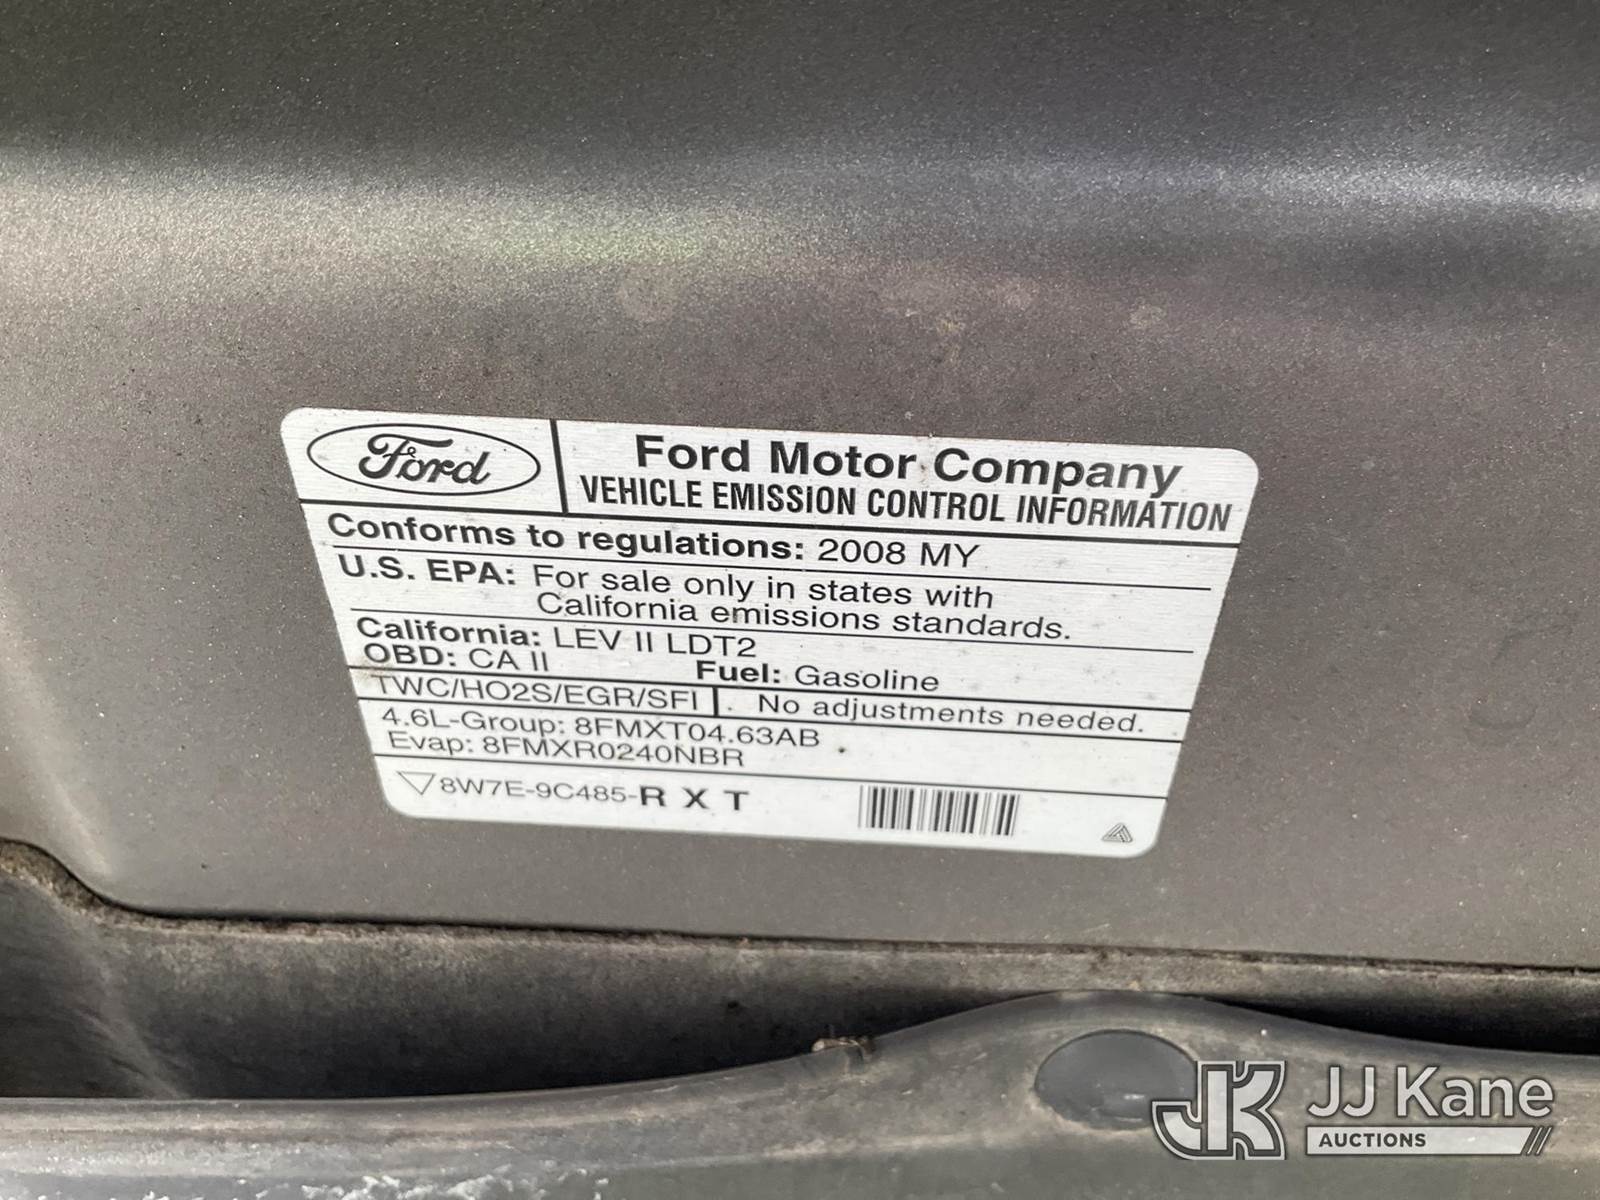 Ford
Ford Motor Company
VEHICLE EMISSION CONTROL INFORMATION
Conforms to regulations: 2008 MY
U.S. EPA: For sale only in states with
California emissions standards.
California: LEV II LDT2
OBD: CA II Fuel: Gasoline
TWC/HO2S/EGR/SFI . No adjustments needed.
4.6L-Group: 8FMXT04.63AB
Evap: 8FMXR0240NBR
8W7E-9C485-R X T
JK JJ Kane
AUCTIONS